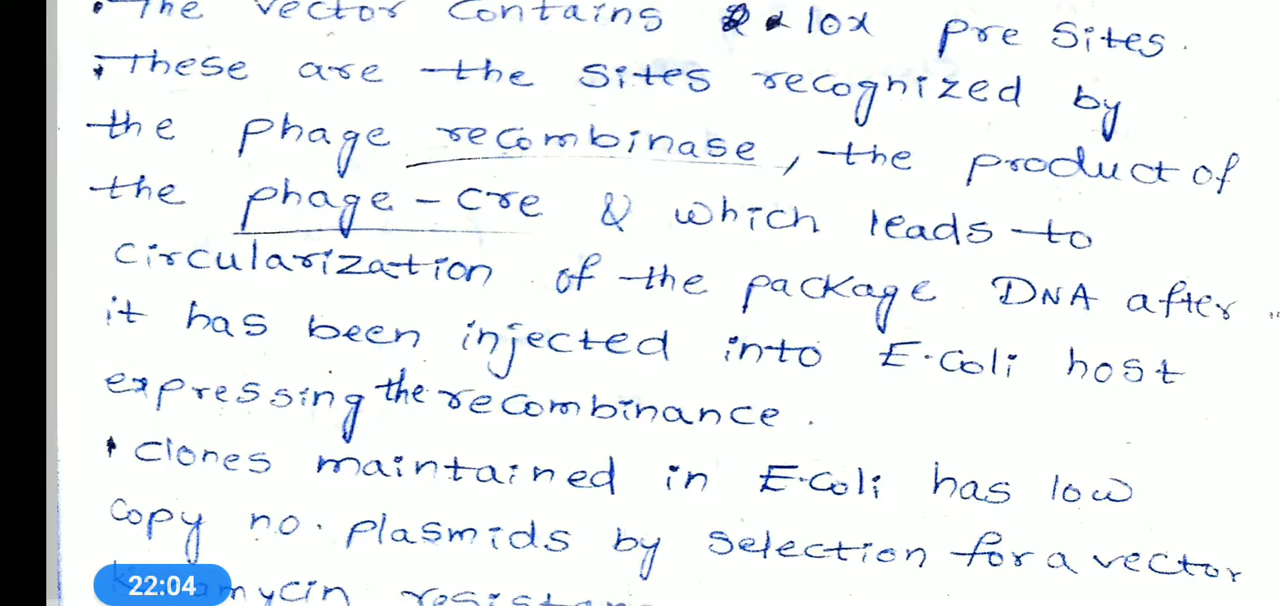 • The vector contains 2 lox pre sites.
• These are the sites recognized by
the phage recombinase, the product of
the phage - cre & which leads to
circularization of the package DNA after
it has been injected into E.Coli host
expressing the recombinance.
• Clones maintained in E.Coli has low
copy no. plasmids by selection for a vector
22:04